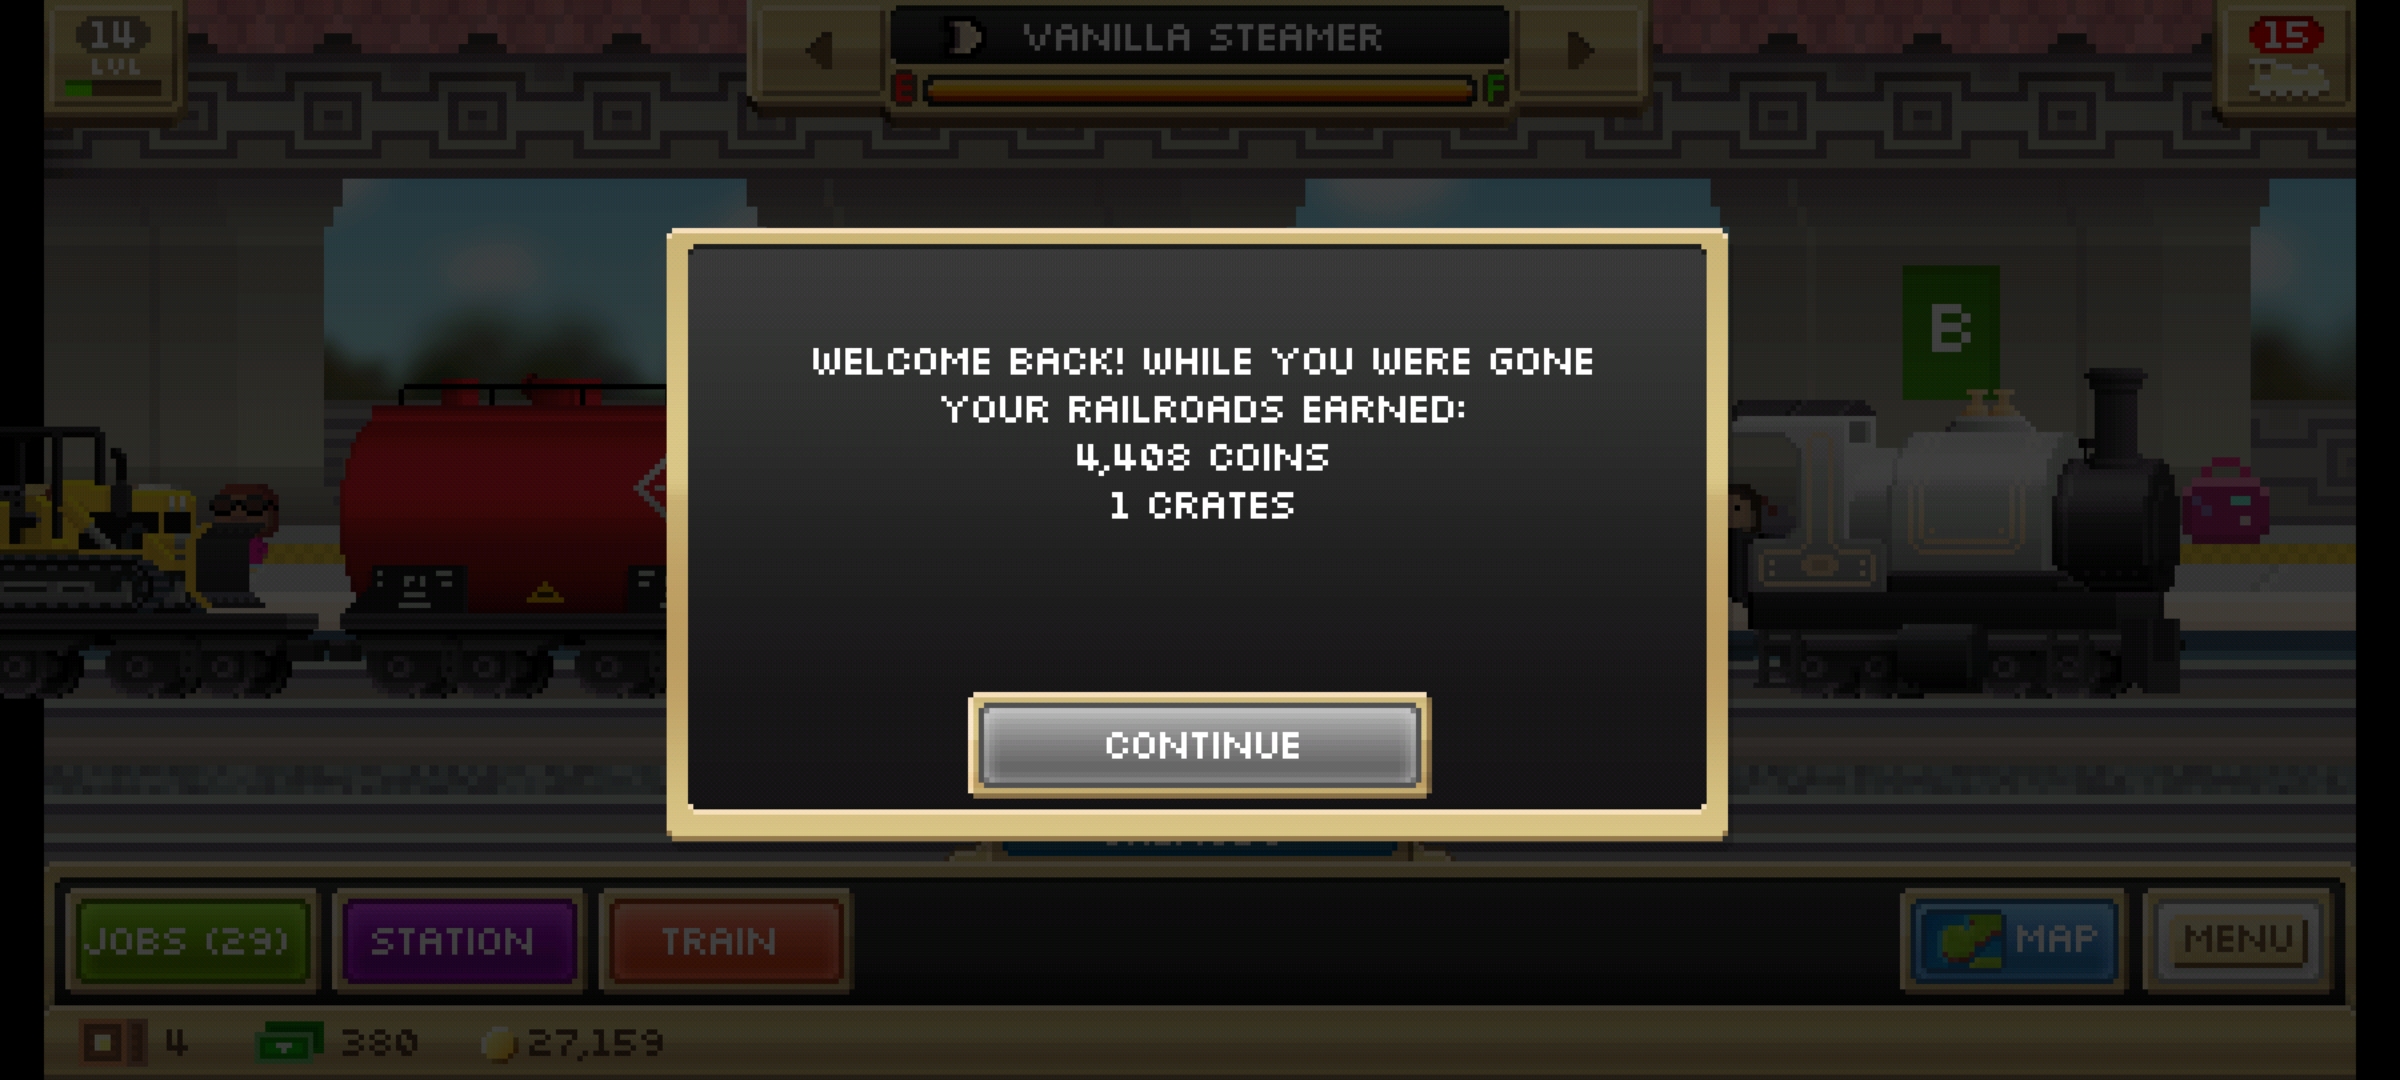 14
LVL
VANILLA STEAMER
E
F
15
B
WELCOME BACK! WHILE YOU WERE GONE
YOUR RAILROADS EARNED:
4,408 COINS
1 CRATES
CONTINUE
JOBS (29)
STATION
TRAIN
MAP
MENU
4
380
27,159